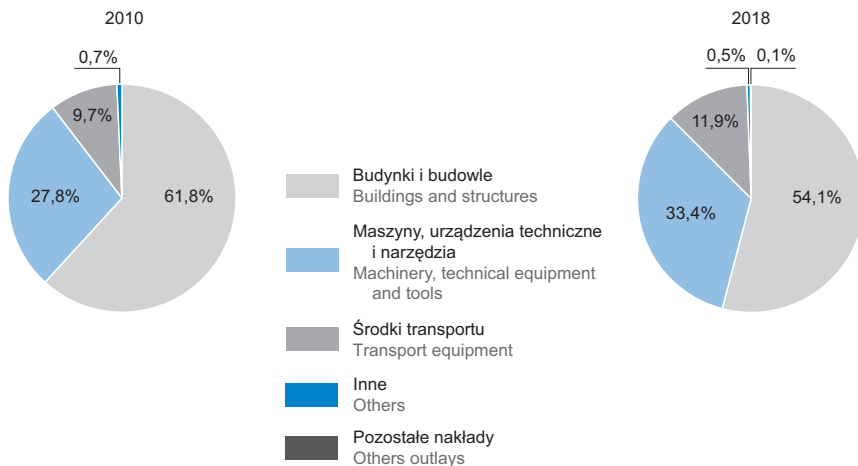 2010
0,7%
9,7%
27,8%
61,8%
Budynki i budowle
Buildings and structures
Maszyny, urządzenia techniczne
i narzędzia
Machinery, technical equipment
and tools
Środki transportu
Transport equipment
Inne
Others
Pozostałe nakłady
Others outlays
2018
0,5%
0,1%
11,9%
33,4%
54,1%